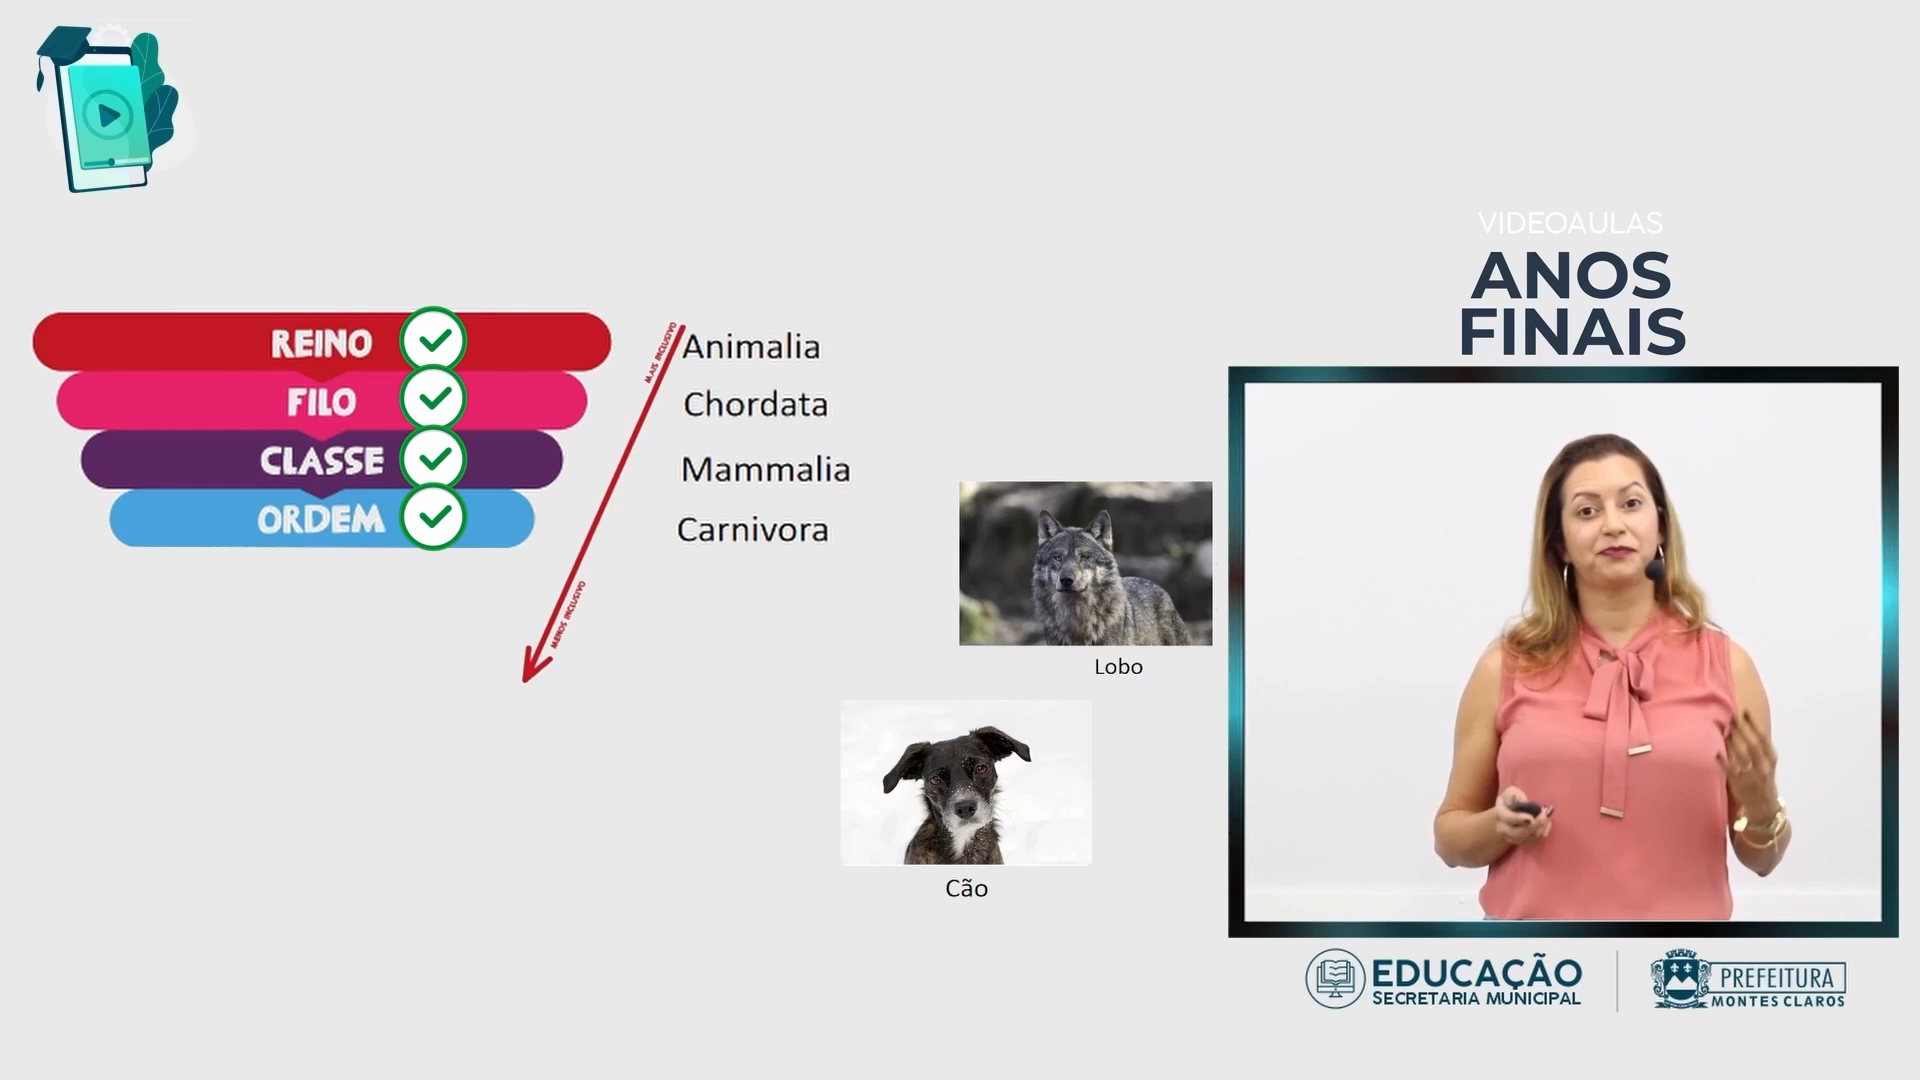 VIDEOAULAS
ANOS
FINAIS
REINO
FILO
CLASSE
ORDEM
MAIS INCLUSIVO
MENOS INCLUSIVO
Animalia
Chordata
Mammalia
Carnivora
Lobo
Cão
EDUCAÇÃO
SECRETARIA MUNICIPAL
PREFEITURA
MONTES CLAROS